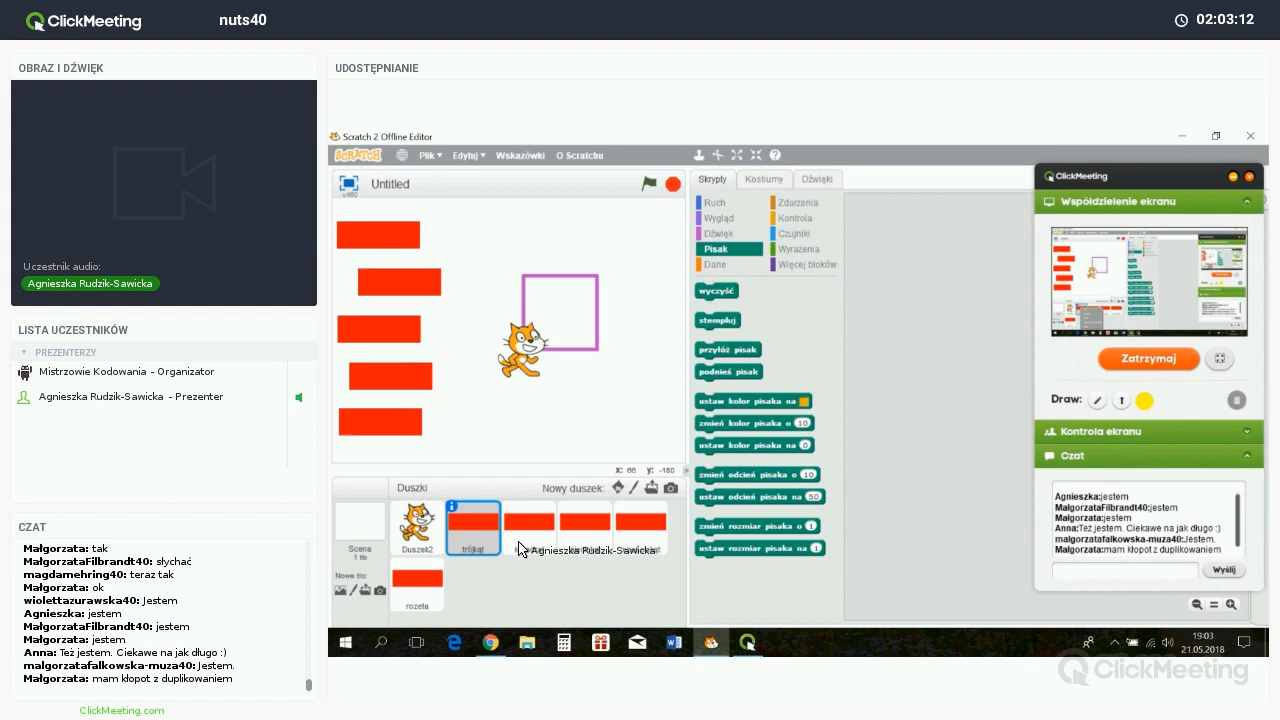 ClickMeeting
nuts40
02:03:12
OBRAZ I DŹWIĘK
Uczestnik audio:
Agnieszka Rudzik-Sawicka
LISTA UCZESTNIKÓW
PREZENTERZY
Mistrzowie Kodowania - Organizator
Agnieszka Rudzik-Sawicka - Prezenter
CZAT
Małgorzata: tak
MałgorzataFilbrandt40: słychać
magdamehring40: teraz tak
Małgorzata: ok
wiolettazurawska40: Jestem
Agnieszka: jestem
MałgorzataFilbrandt40: jestem
Małgorzata: jestem
Anna: Też jestem. Ciekawe na jak długo :)
małgorzatafalkowska-muza40: Jestem.
Małgorzata: mam kłopot z duplikowaniem
ClickMeeting.com
UDOSTĘPNIANIE
Scratch 2 Offline Editor
SCRATCH
Plik Edytuj Wskazówki O Scratchu
Untitled
v460
x: 66 y: -180
Duszki
Nowy duszek:
Scena
1 tło
Nowe tło:
Duszek2
trójkąt
Agnieszka Rudzik-Sawicka
rozeta
Skrypty Kostiumy Dźwięki
Ruch Zdarzenia
Wygląd Kontrola
Dźwięk Czujniki
Pisak Wyrażenia
Dane Więcej bloków
wyczyść
stempluj
przyłóż pisak
podnieś pisak
ustaw kolor pisaka na
zmień kolor pisaka o 10
ustaw kolor pisaka na 0
zmień odcień pisaka o 10
ustaw odcień pisaka na 50
zmień rozmiar pisaka o 1
ustaw rozmiar pisaka na 1
ClickMeeting
Współdzielenie ekranu
Zatrzymaj
Draw:
Kontrola ekranu
Czat
Agnieszka:jestem
MałgorzataFilbrandt40:jestem
Małgorzata:jestem
Anna:Też jestem. Ciekawe na jak długo :)
małgorzatafalkowska-muza40:Jestem.
Małgorzata:mam kłopot z duplikowaniem
Wyślij
19:03
21.05.2018
ClickMeeting